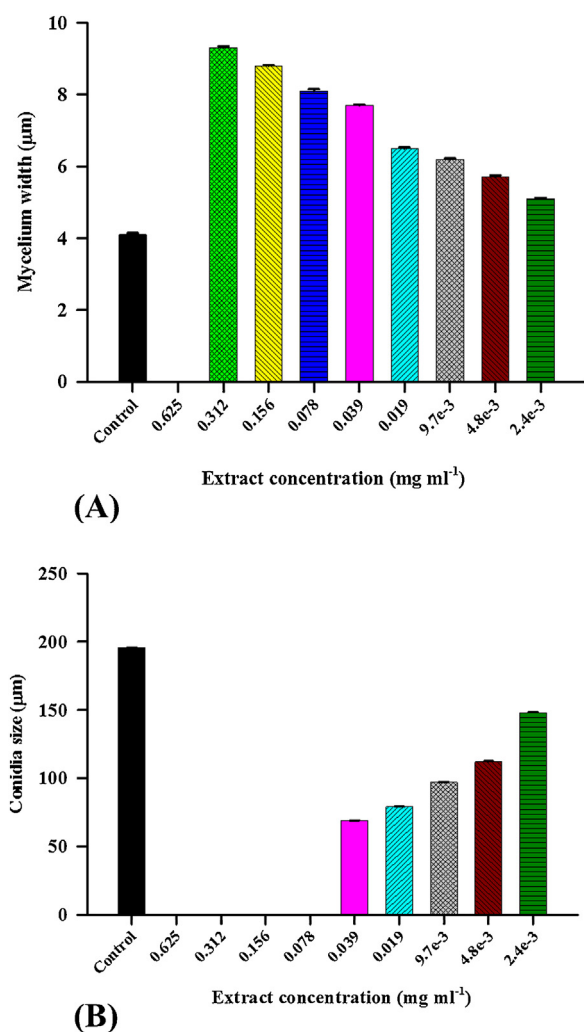 10
8
6
4
2
0
Mycelium width (µm)
Control
0.625
0.312
0.156
0.078
0.039
0.019
9.7e-3
4.8e-3
2.4e-3
Extract concentration (mg ml⁻¹)
(A)
250
200
150
100
50
0
Conidia size (µm)
Control
0.625
0.312
0.156
0.078
0.039
0.019
9.7e-3
4.8e-3
2.4e-3
Extract concentration (mg ml⁻¹)
(B)